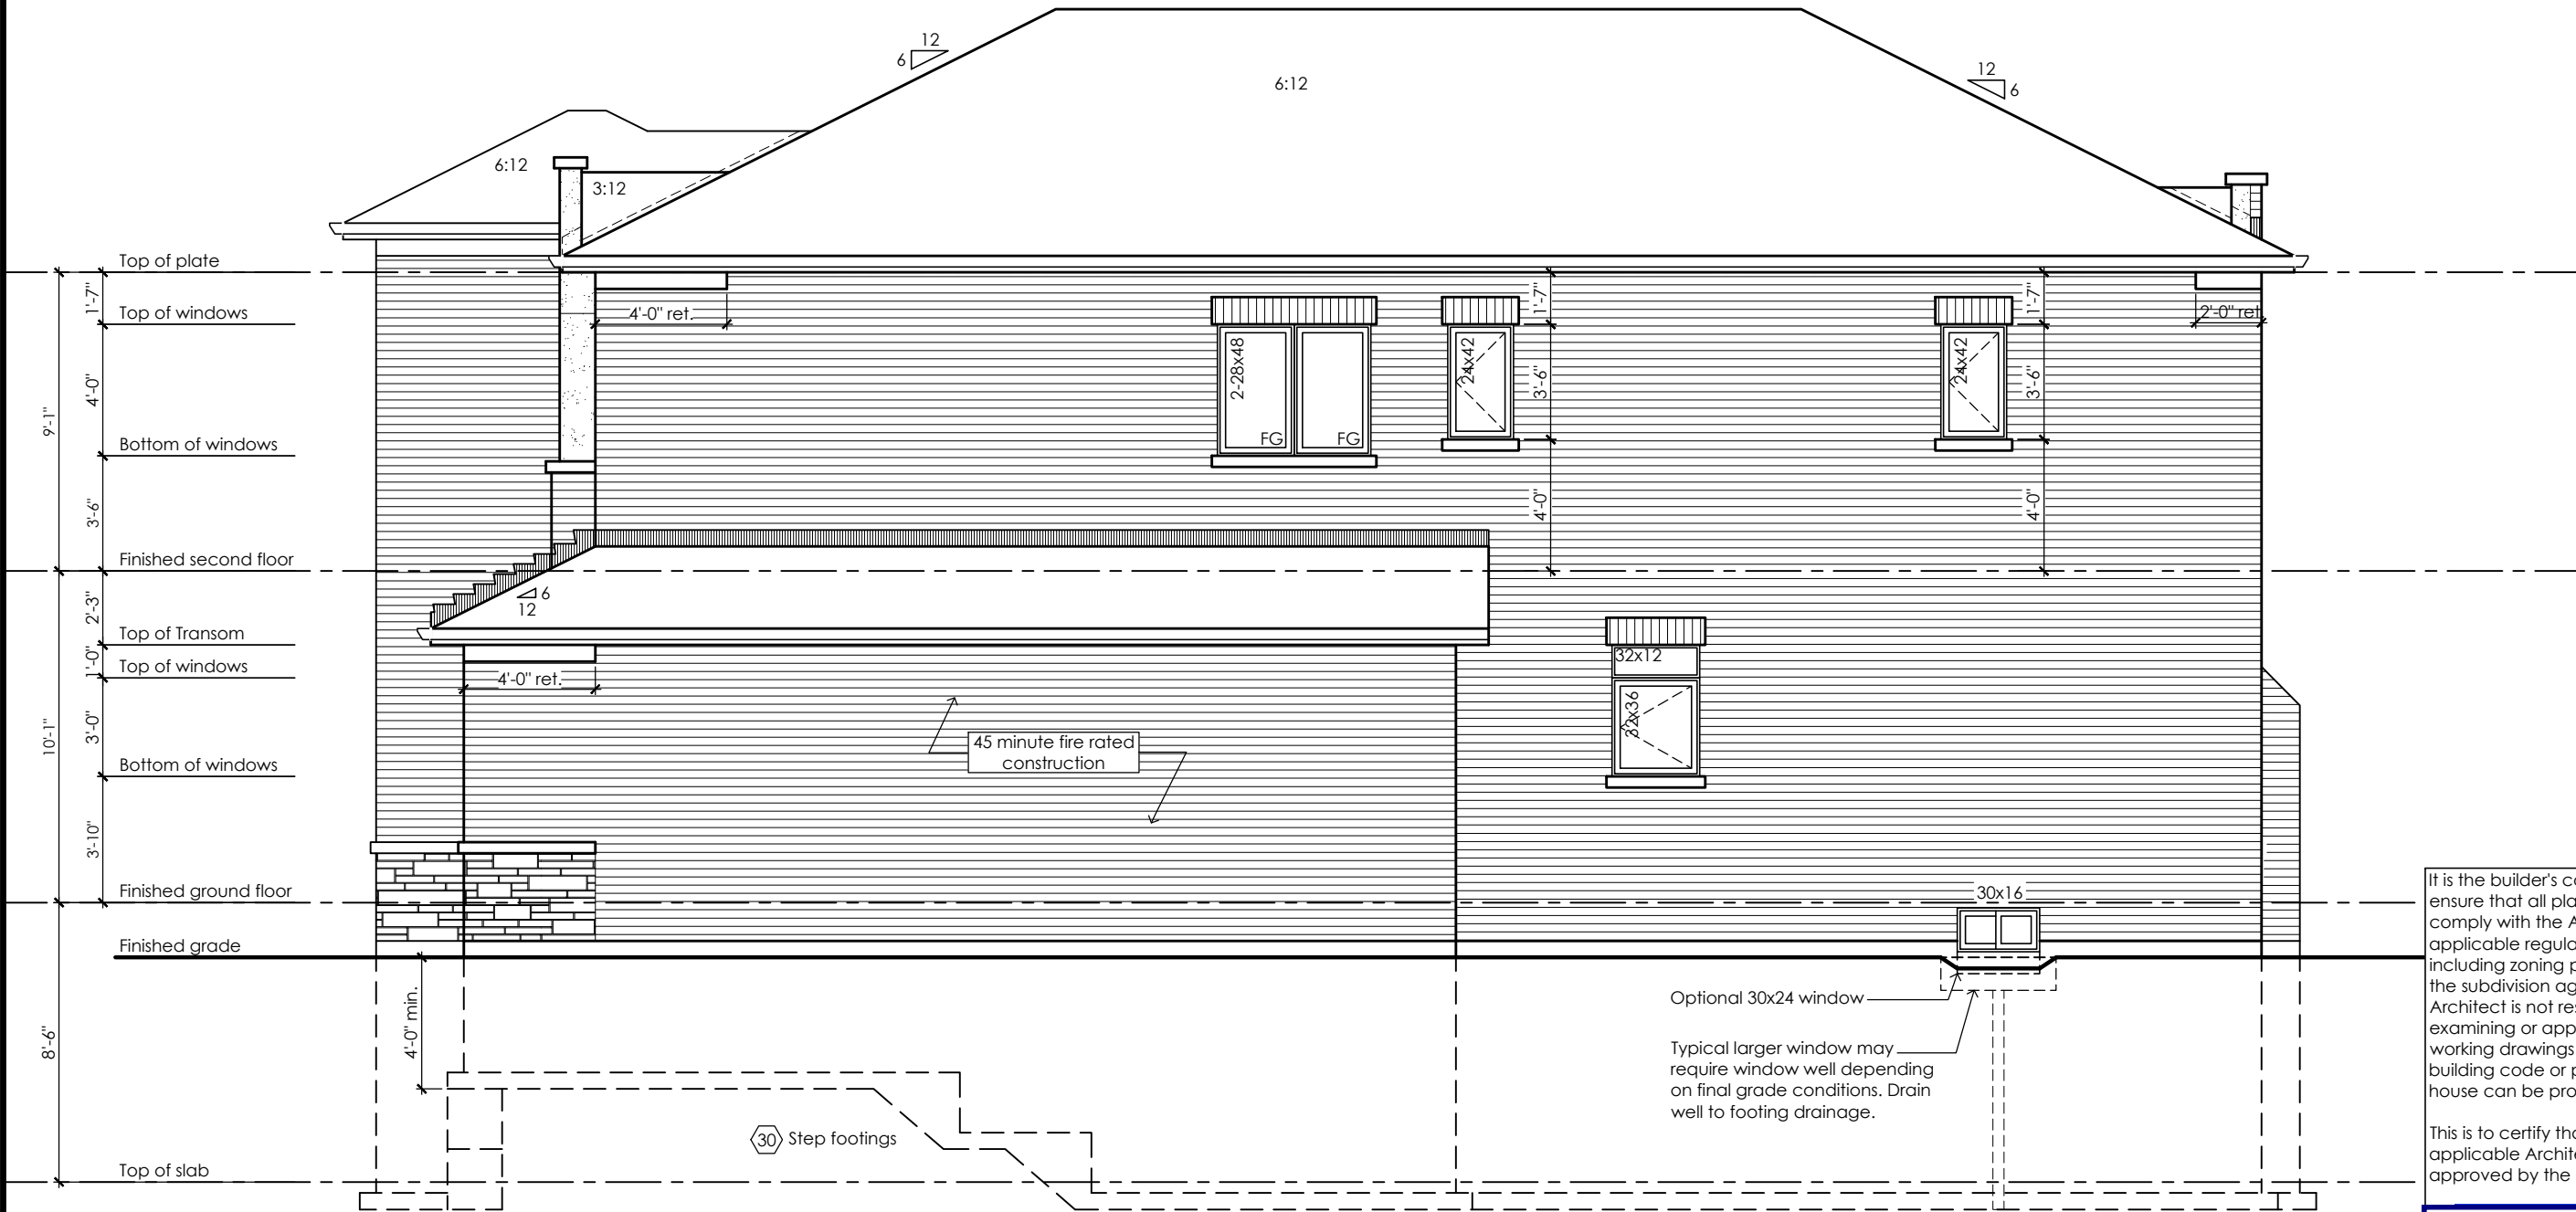 12
6
6:12
12
6
6:12
3:12
Top of plate
1'-7"
Top of windows
4'-0" ret.
1'-7"
1'-7"
2'-0" ret
2-28x48
FG
FG
24x42
3'-6"
24x42
3'-6"
9'-1"
4'-0"
Bottom of windows
3'-6"
4'-0"
4'-0"
Finished second floor
6
12
2'-3"
Top of Transom
1'-0"
Top of windows
4'-0" ret.
32x12
32x36
10'-1"
3'-0"
45 minute fire rated
construction
Bottom of windows
3'-10"
Finished ground floor
30x16
Finished grade
8'-6"
4'-0" min.
Optional 30x24 window
Typical larger window may
require window well depending
on final grade conditions. Drain
well to footing drainage.
30 Step footings
Top of slab
It is the builder's
ensure that all
comply with the
applicable
including zoning
the subdivision
Architect is not
examining or
working drawings
building code or
house can be
This is to certify
applicable
approved by the